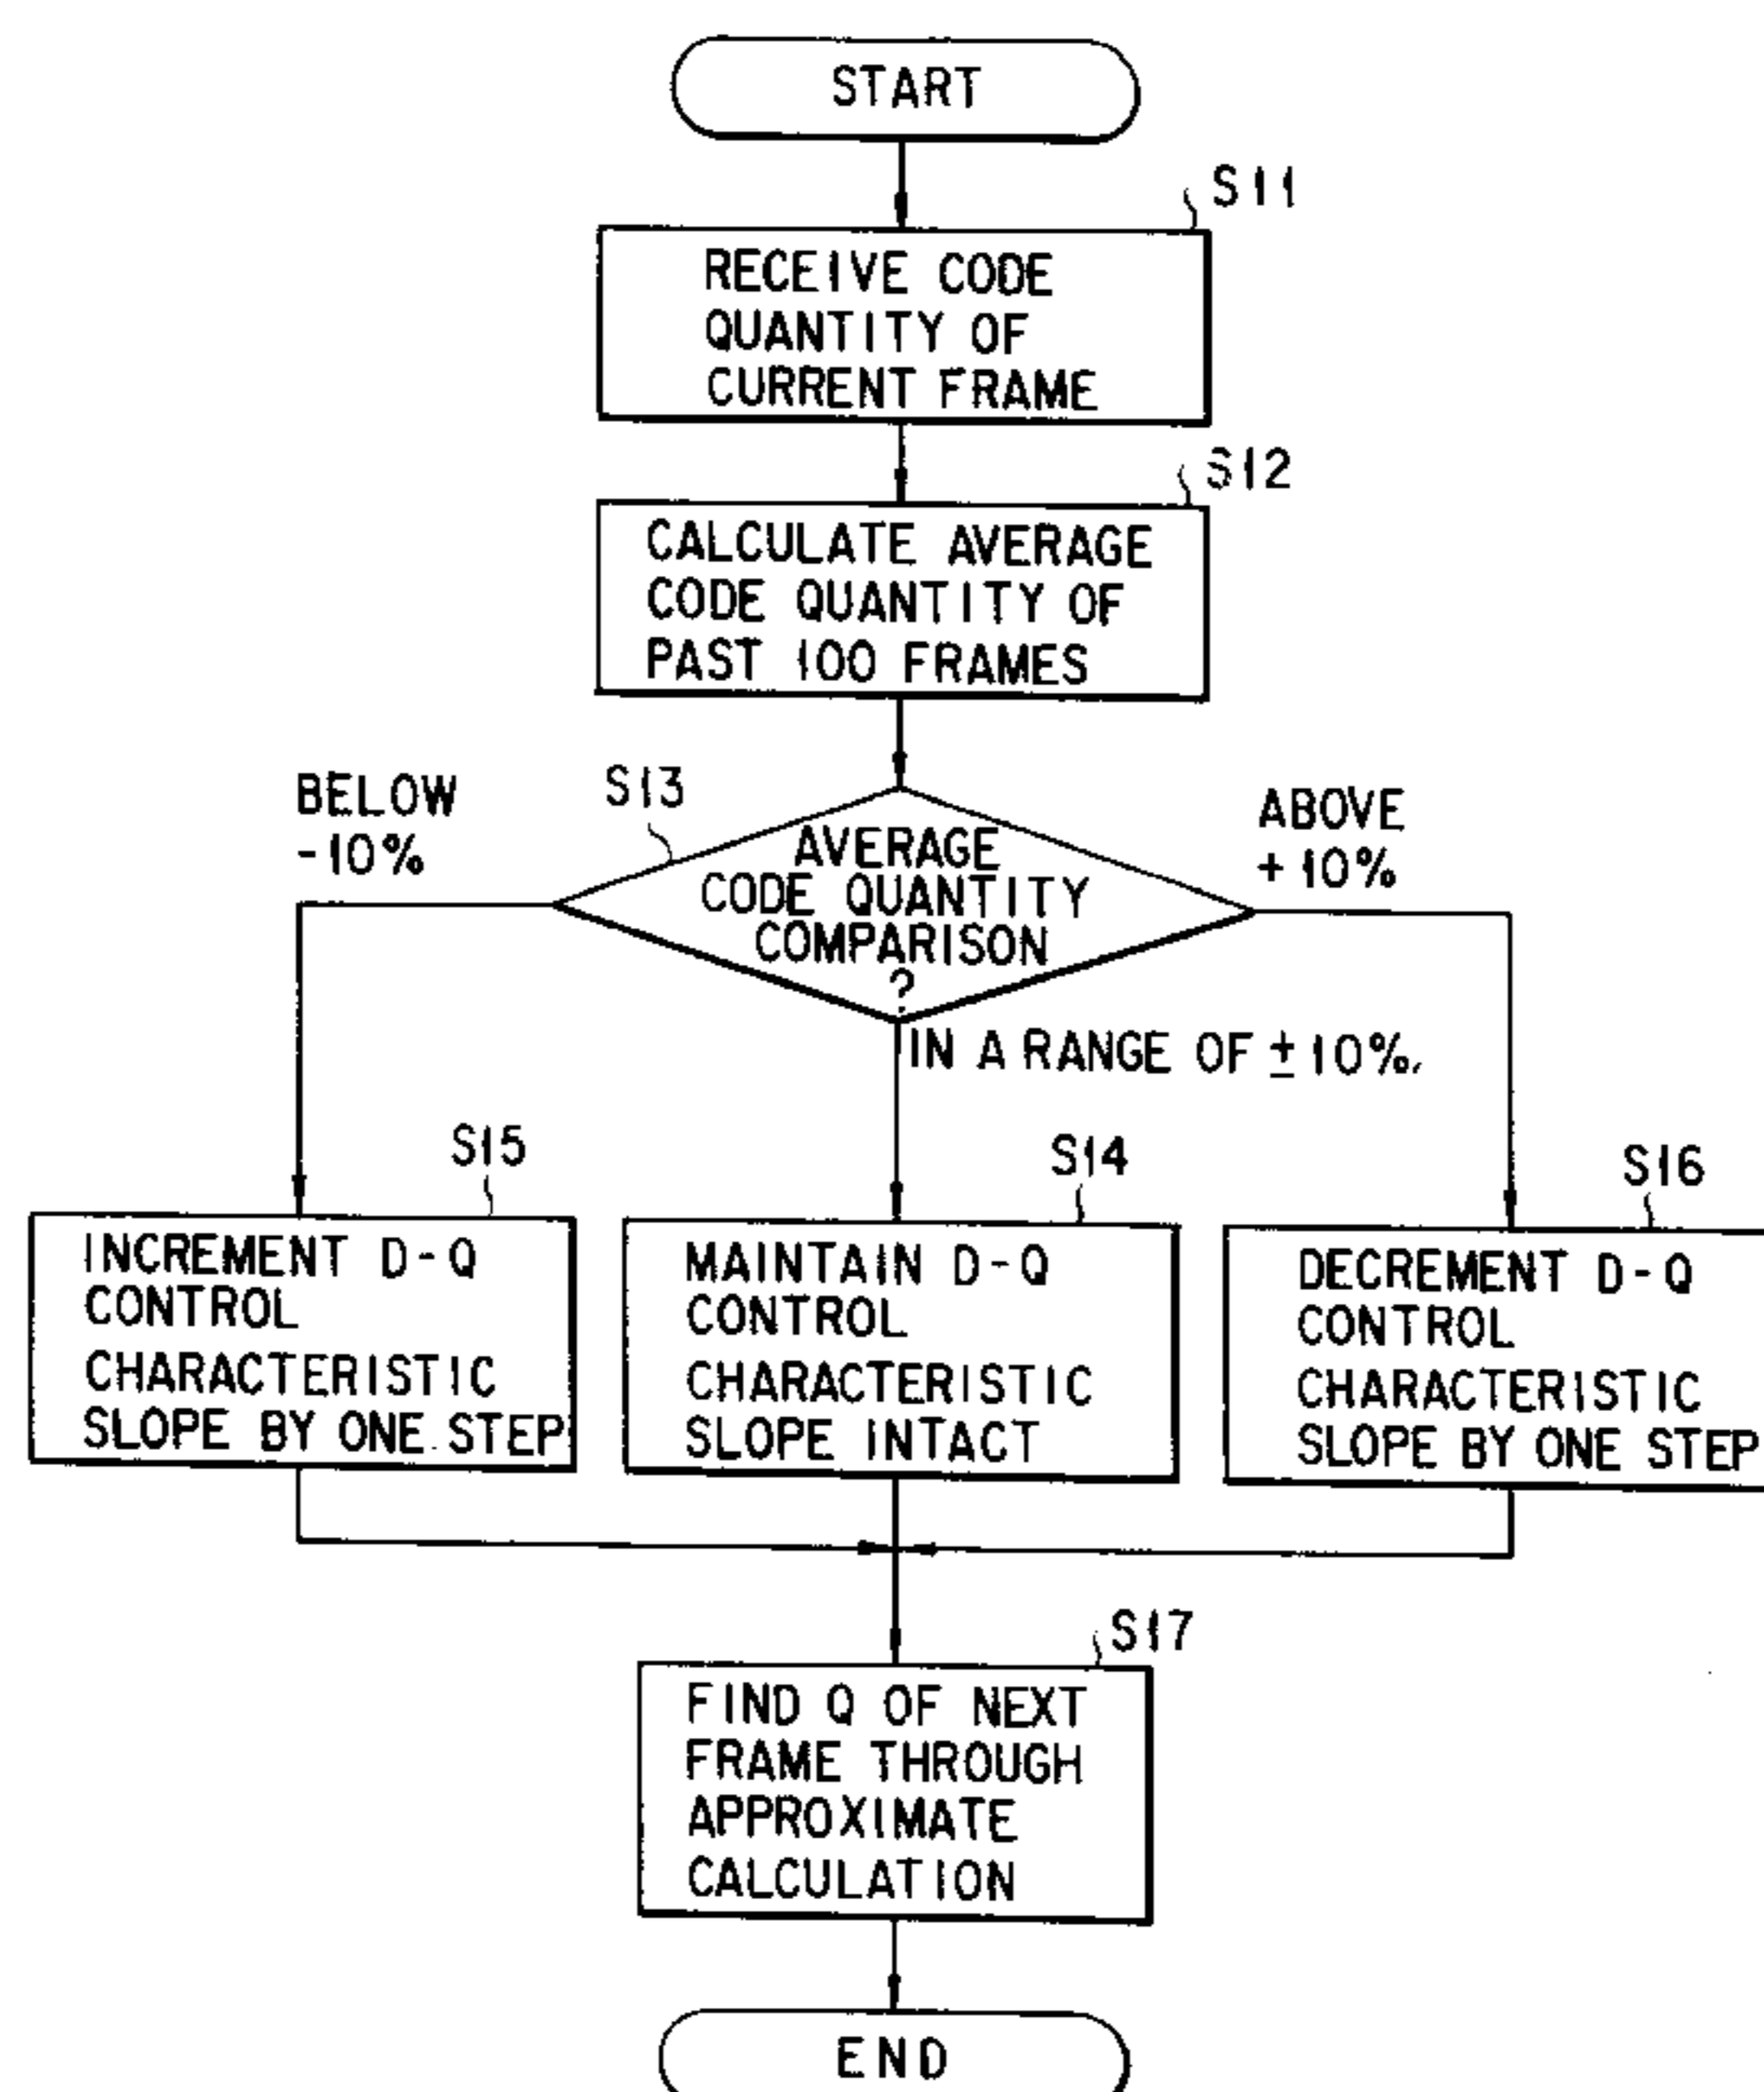 START
S11
RECEIVE CODE
QUANTITY OF
CURRENT FRAME
S12
CALCULATE AVERAGE
CODE QUANTITY OF
PAST 100 FRAMES
BELOW
-10%
S13
AVERAGE
CODE QUANTITY
COMPARISON
?
ABOVE
+10%
IN A RANGE OF ±10%.
S15
INCREMENT D-Q
CONTROL
CHARACTERISTIC
SLOPE BY ONE STEP
S14
MAINTAIN D-Q
CONTROL
CHARACTERISTIC
SLOPE INTACT
S16
DECREMENT D-Q
CONTROL
CHARACTERISTIC
SLOPE BY ONE STEP
S17
FIND Q OF NEXT
FRAME THROUGH
APPROXIMATE
CALCULATION
END